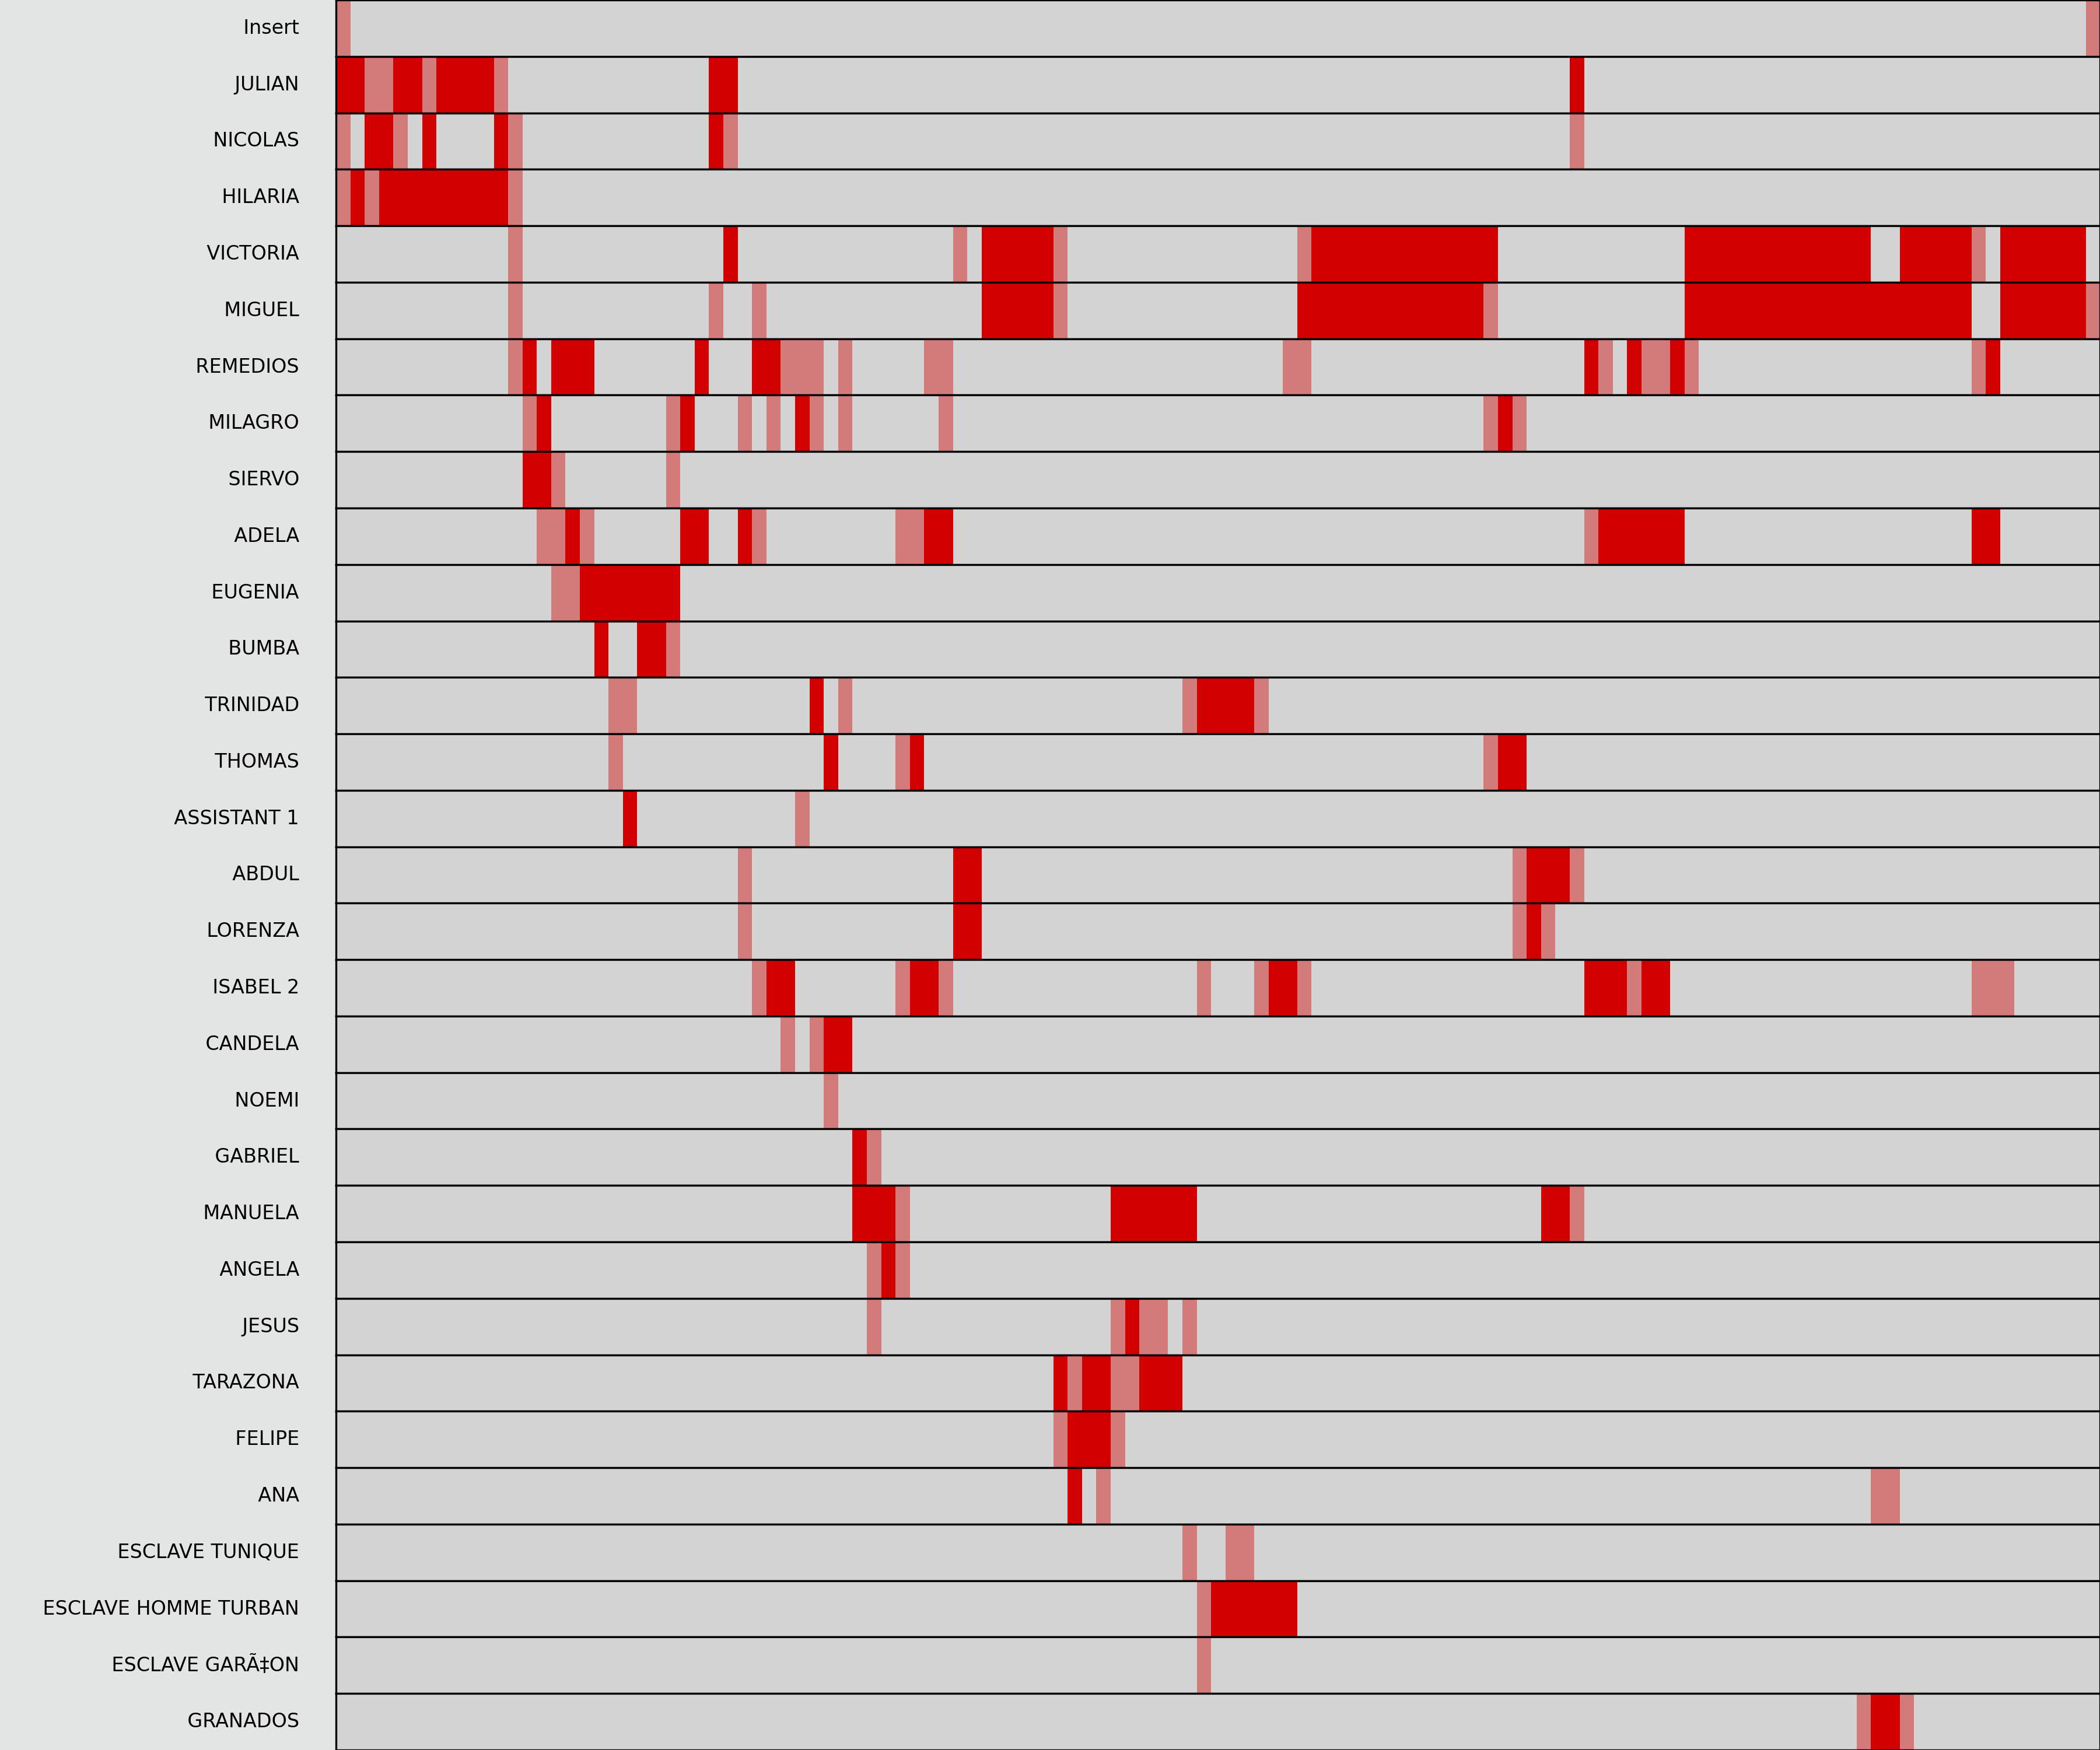 Insert
JULIAN
NICOLAS
HILARIA
VICTORIA
MIGUEL
REMEDIOS
MILAGRO
SIERVO
ADELA
EUGENIA
BUMBA
TRINIDAD
THOMAS
ASSISTANT 1
ABDUL
LORENZA
ISABEL 2
CANDELA
NOEMI
GABRIEL
MANUELA
ANGELA
JESUS
TARAZONA
FELIPE
ANA
ESCLAVE TUNIQUE
ESCLAVE HOMME TURBAN
ESCLAVE GARÃ‡ON
GRANADOS